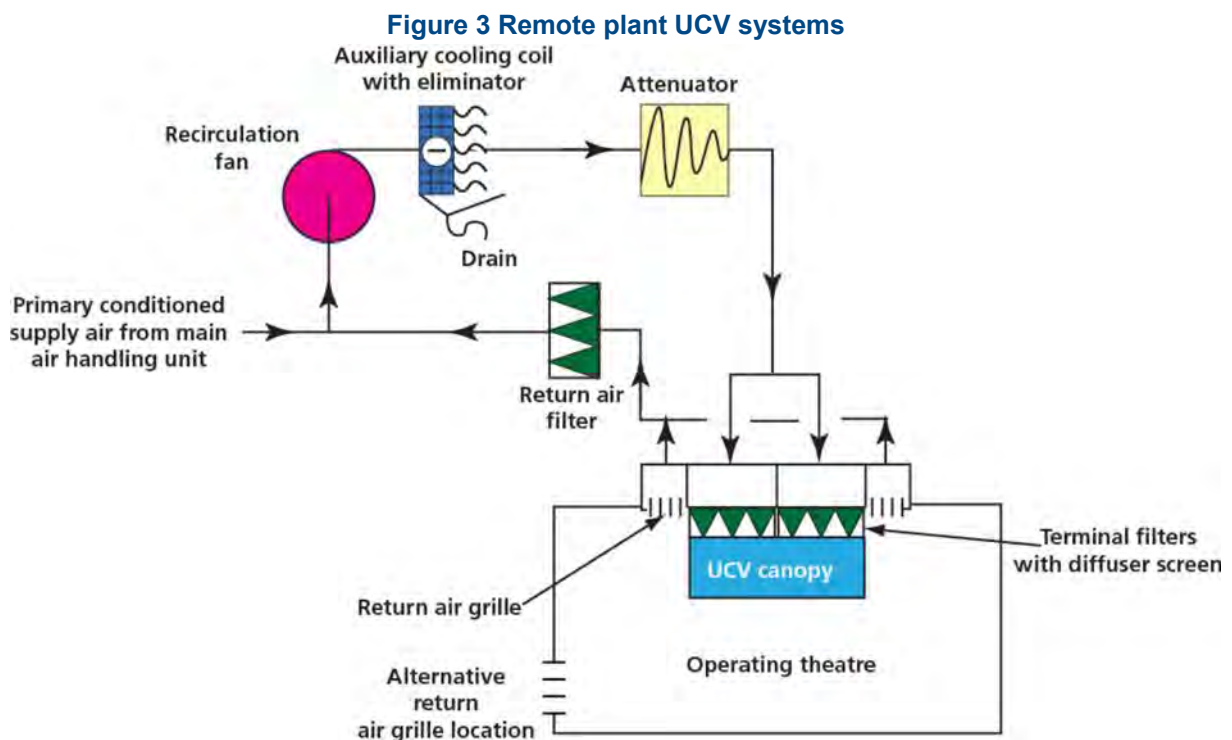 Figure 3 Remote plant UCV systems
Auxiliary cooling coil
with eliminator
Attenuator
Recirculation
fan
Drain
Primary conditioned
supply air from main
air handling unit
Return air
filter
Terminal filters
with diffuser screen
UCV canopy
Return air grille
Operating theatre
Alternative
return
air grille location